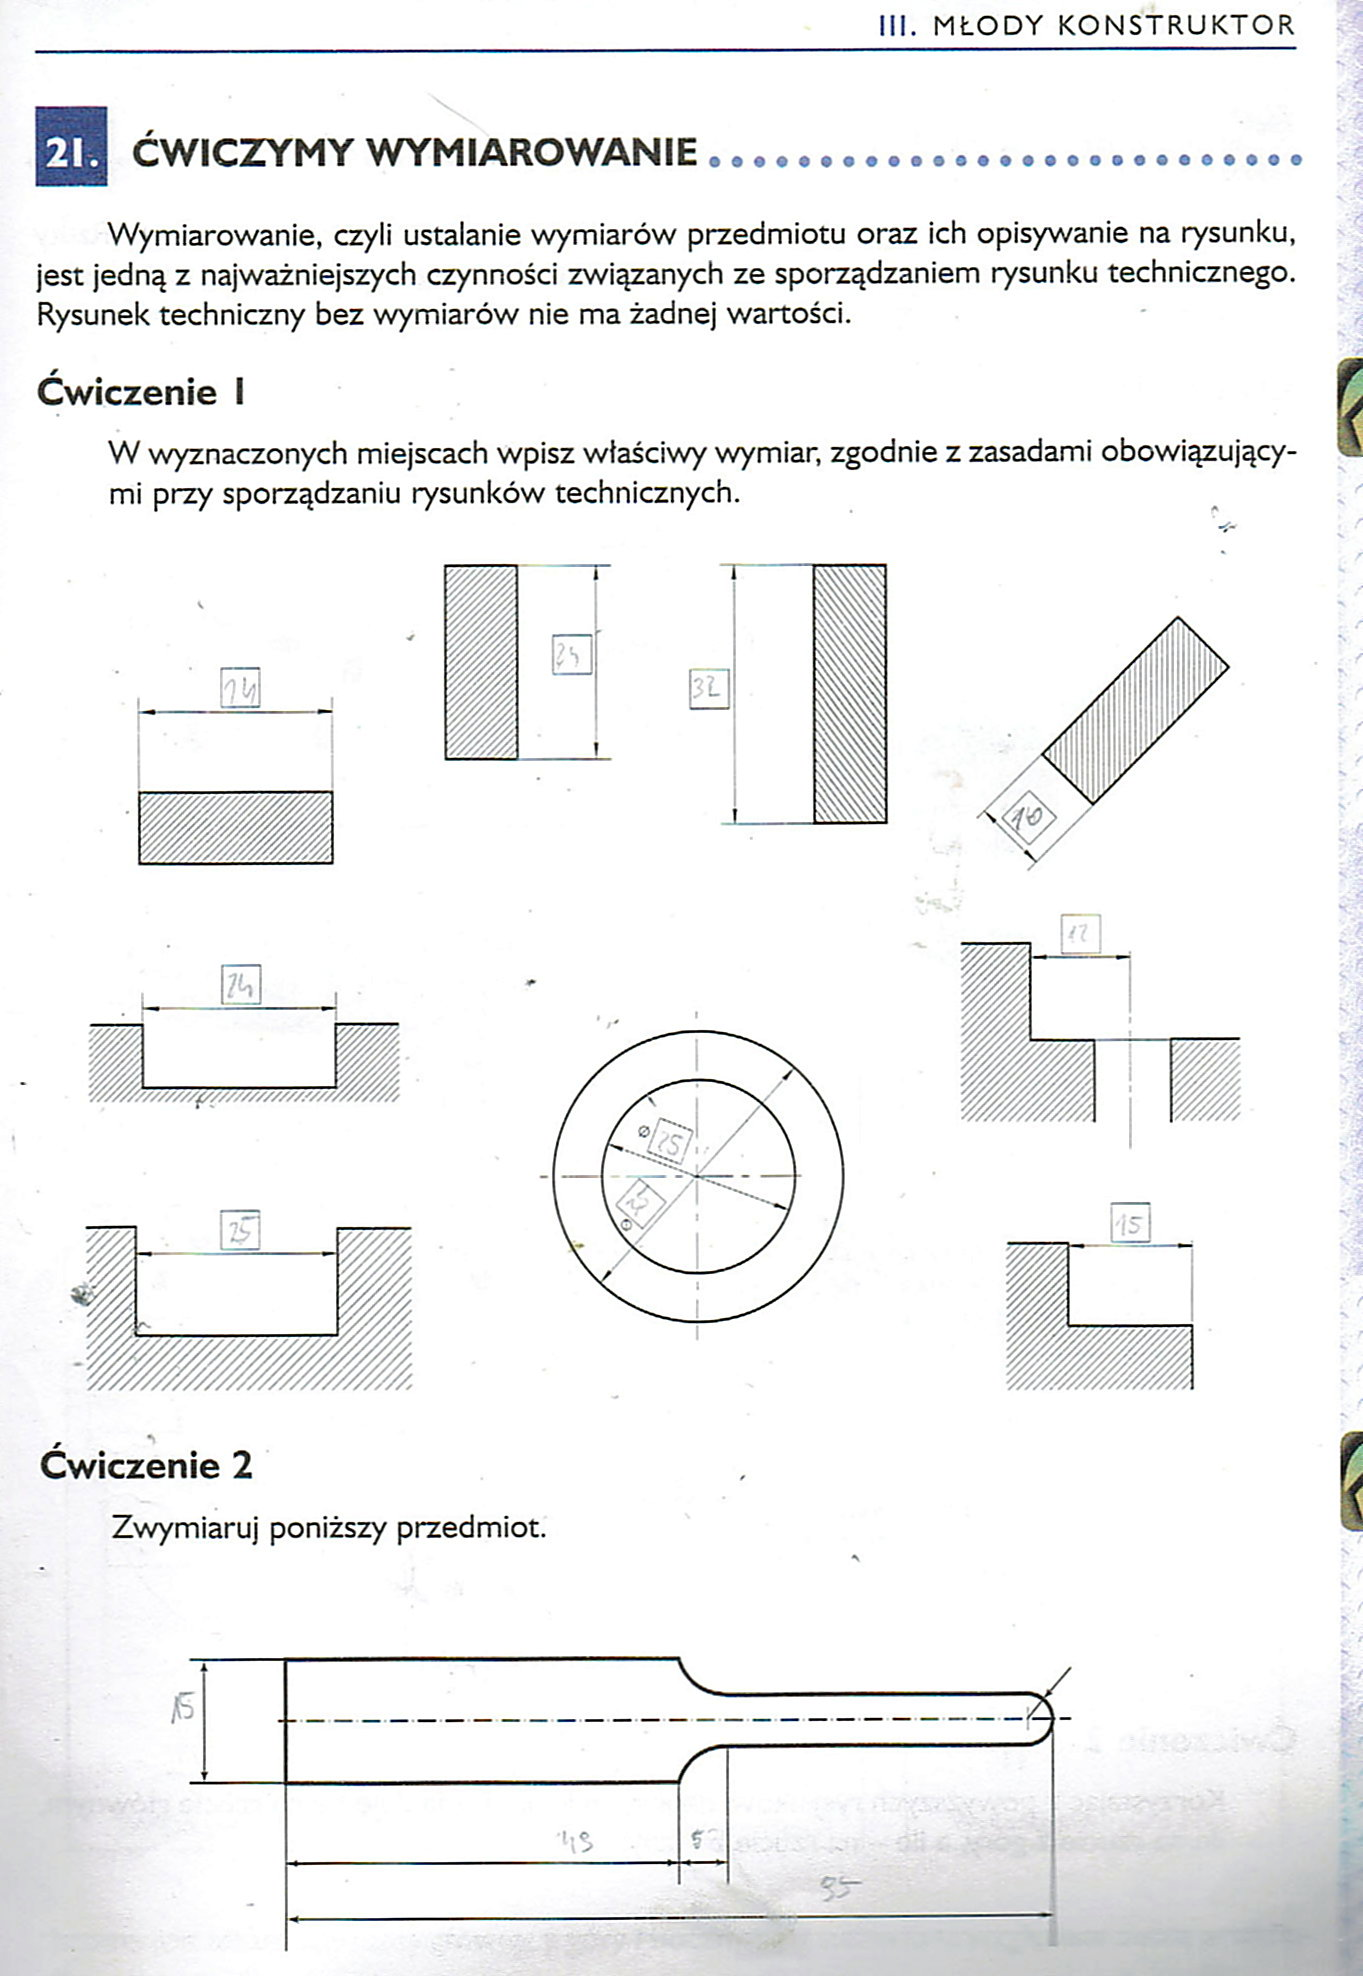 III. MŁODY KONSTRUKTOR
21. ĆWICZYMY WYMIAROWANIE
Wymiarowanie, czyli ustalanie wymiarów przedmiotu oraz ich opisywanie na rysunku,
jest jedną z najważniejszych czynności związanych ze sporządzaniem rysunku technicznego.
Rysunek techniczny bez wymiarów nie ma żadnej wartości.
Ćwiczenie 1
W wyznaczonych miejscach wpisz właściwy wymiar, zgodnie z zasadami obowiązujący-
mi przy sporządzaniu rysunków technicznych.
24
32
24
12
⌀ 25
⌀
25
15
Ćwiczenie 2
Zwymiaruj poniższy przedmiot.
15
5
95